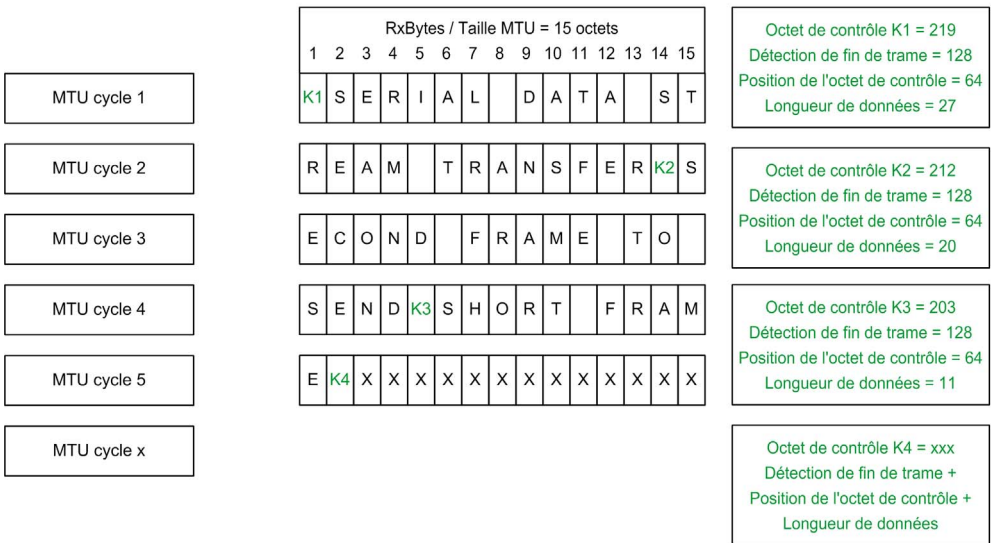 RxBytes / Taille MTU = 15 octets
1 2 3 4 5 6 7 8 9 10 11 12 13 14 15
MTU cycle 1
K1 S E R I A L D A T A S T
Octet de contrôle K1 = 219
Détection de fin de trame = 128
Position de l'octet de contrôle = 64
Longueur de données = 27
MTU cycle 2
R E A M T R A N S F E R K2 S
Octet de contrôle K2 = 212
Détection de fin de trame = 128
Position de l'octet de contrôle = 64
Longueur de données = 20
MTU cycle 3
E C O N D F R A M E T O
MTU cycle 4
S E N D K3 S H O R T F R A M
Octet de contrôle K3 = 203
Détection de fin de trame = 128
Position de l'octet de contrôle = 64
Longueur de données = 11
MTU cycle 5
E K4 X X X X X X X X X X X X X
MTU cycle x
Octet de contrôle K4 = xxx
Détection de fin de trame +
Position de l'octet de contrôle +
Longueur de données